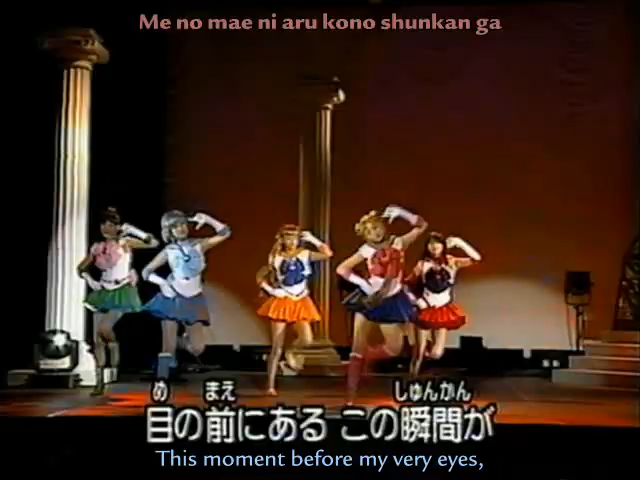 Me no mae ni aru kono shunkan ga
め まえ しゅんかん
目の前にある この瞬間が
This moment before my very eyes,